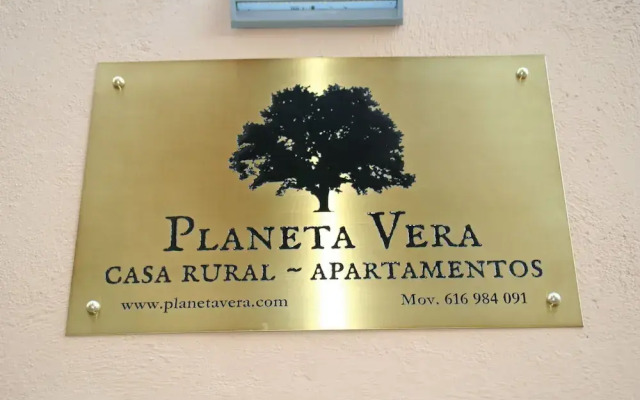 PLANETA VERA
CASA RURAL ~ APARTAMENTOS
www.planetavera.com Mov. 616 984 091